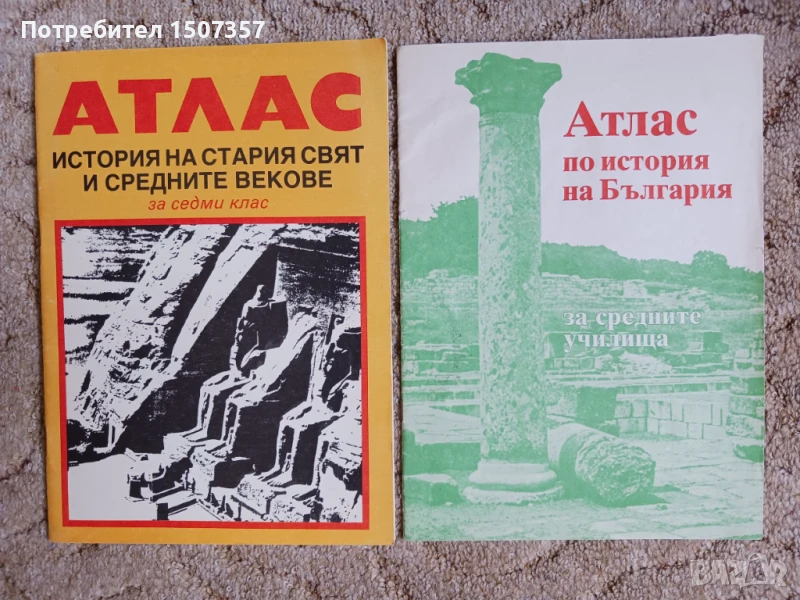 Потребител 1507357
АТЛАС
ИСТОРИЯ НА СТАРИЯ СВЯТ
И СРЕДНИТЕ ВЕКОВЕ
за седми клас
Атлас
по история
на България
за средните
училища
BAZAR